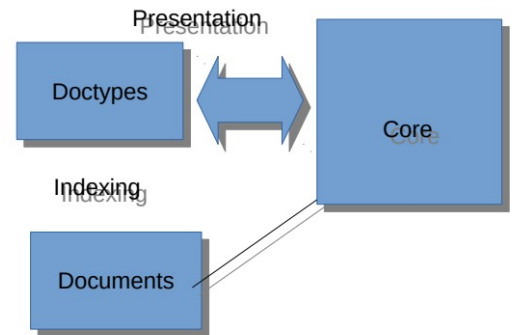 Presentation
Doctypes
Core
Indexing
Documents